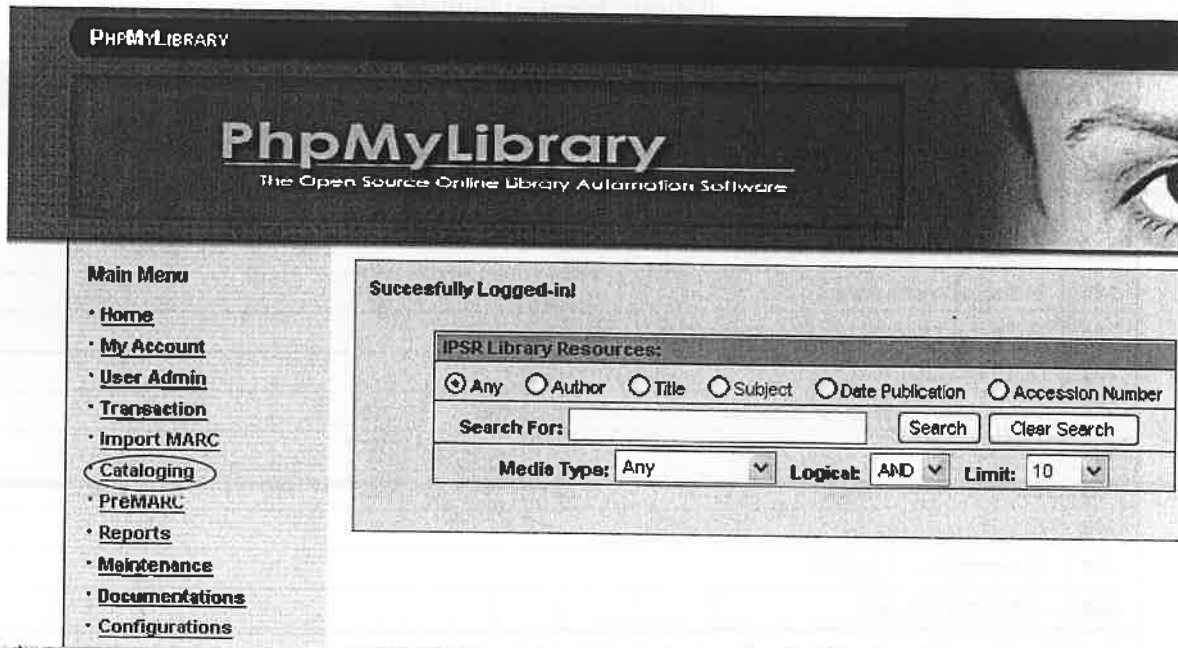 PHPMYLIBRARY
PhpMyLibrary
The Open Source Online Library Automation Software
Main Menu
· Home
· My Account
· User Admin
· Transaction
· Import MARC
· Cataloging
· PreMARC
· Reports
· Maintenance
· Documentations
· Configurations
Succesfully Logged-in!
IPSR Library Resources:
Any Author Title Subject Date Publication Accession Number
Search For: Search Clear Search
Media Type: Any Logical: AND Limit: 10